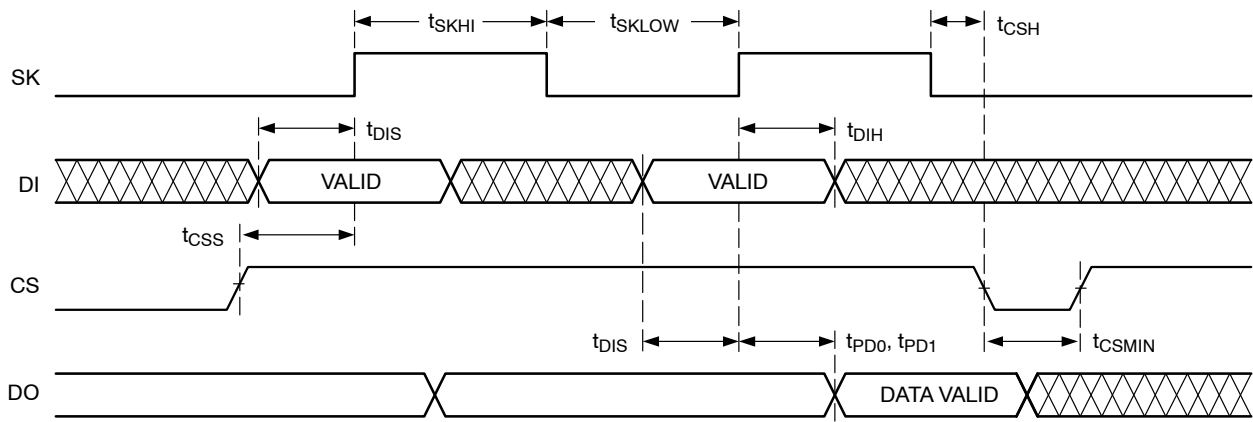 tSKHI tSKLOW tCSH
SK
tDIS tDIH
DI VALID VALID
tCSS
CS
tDIS tPD0, tPD1 tCSMIN
DO DATA VALID